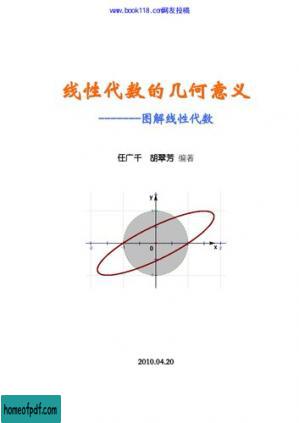 www.book118.com网友投稿
线性代数的几何意义
-------图解线性代数
任广千 胡翠芳 编著
y
x
0
2010.04.20
homeofpdf.com